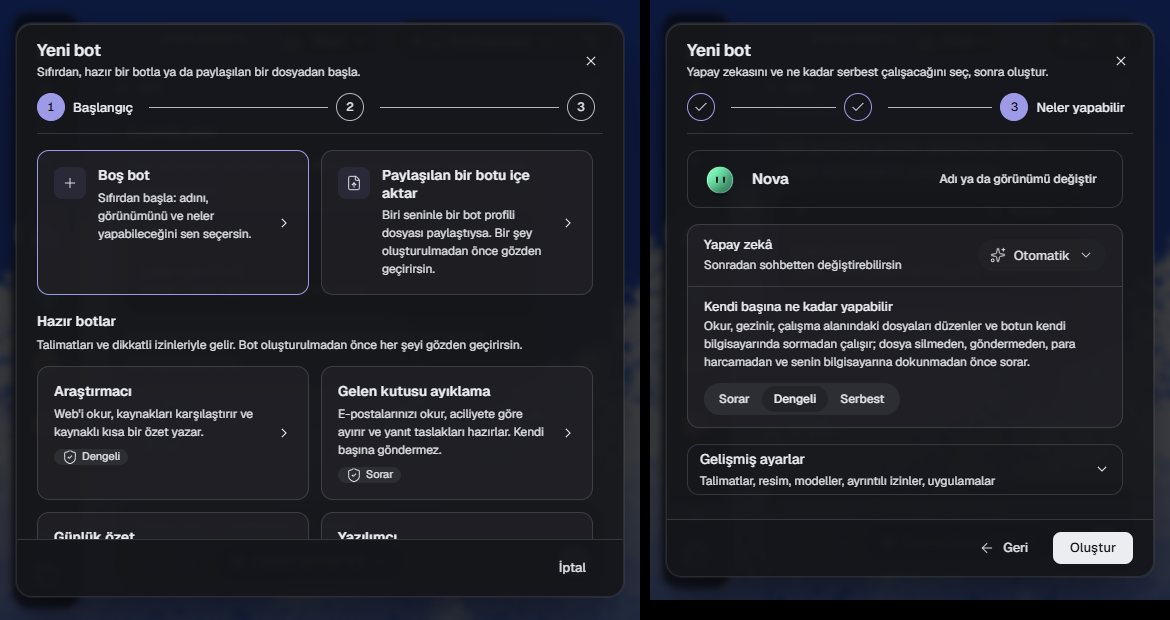 Yeni bot
Sıfırdan, hazır bir botla ya da paylaşılan bir dosyadan başla.
1 Başlangıç 2 3
Boş bot
Sıfırdan başla: adını,
görünümünü ve neler
yapabileceğini sen seçersin.
Paylaşılan bir botu içe
aktar
Biri seninle bir bot profili
dosyası paylaştıysa. Bir şey
oluşturulmadan önce gözden
geçirirsin.
Hazır botlar
Talimatları ve dikkatli izinleriyle gelir. Bot oluşturulmadan önce her şeyi gözden geçirirsin.
Araştırmacı
Web'i okur, kaynakları karşılaştırır ve
kaynaklı kısa bir özet yazar.
Dengeli
Gelen kutusu ayıklama
E-postalarınızı okur, aciliyete göre
ayırır ve yanıt taslakları hazırlar. Kendi
başına göndermez.
Sorar
Günlük özet
Yazılımcı
İptal
Yeni bot
Yapay zekasını ve ne kadar serbest çalışacağını seç, sonra oluştur.
3 Neler yapabilir
Nova
Adı ya da görünümü değiştir
Yapay zekâ
Sonradan sohbetten değiştirebilirsin
Otomatik
Kendi başına ne kadar yapabilir
Okur, gezinir, çalışma alanındaki dosyaları düzenler ve botun kendi
bilgisayarında sormadan çalışır; dosya silmeden, göndermeden, para
harcamadan ve senin bilgisayarına dokunmadan önce sorar.
Sorar Dengeli Serbest
Gelişmiş ayarlar
Talimatlar, resim, modeller, ayrıntılı izinler, uygulamalar
Geri
Oluştur